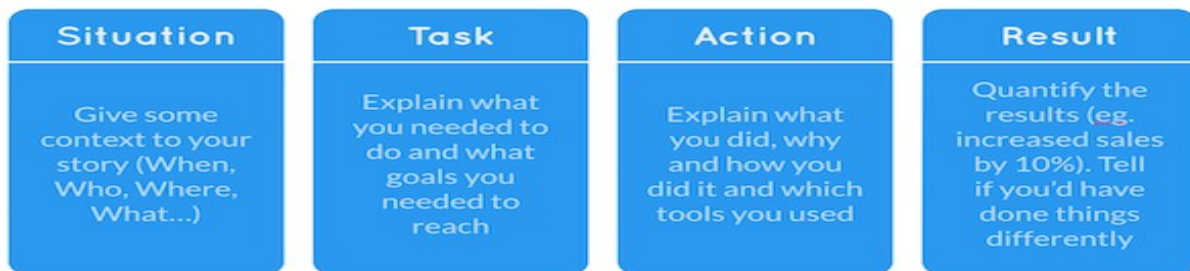 Situation
Give some
context to your
story (When,
Who, Where,
What...)
Task
Explain what
you needed to
do and what
goals you
needed to
reach
Action
Explain what
you did, why
and how you
did it and which
tools you used
Result
Quantify the
results (eg.
increased sales
by 10%). Tell
if you'd have
done things
differently